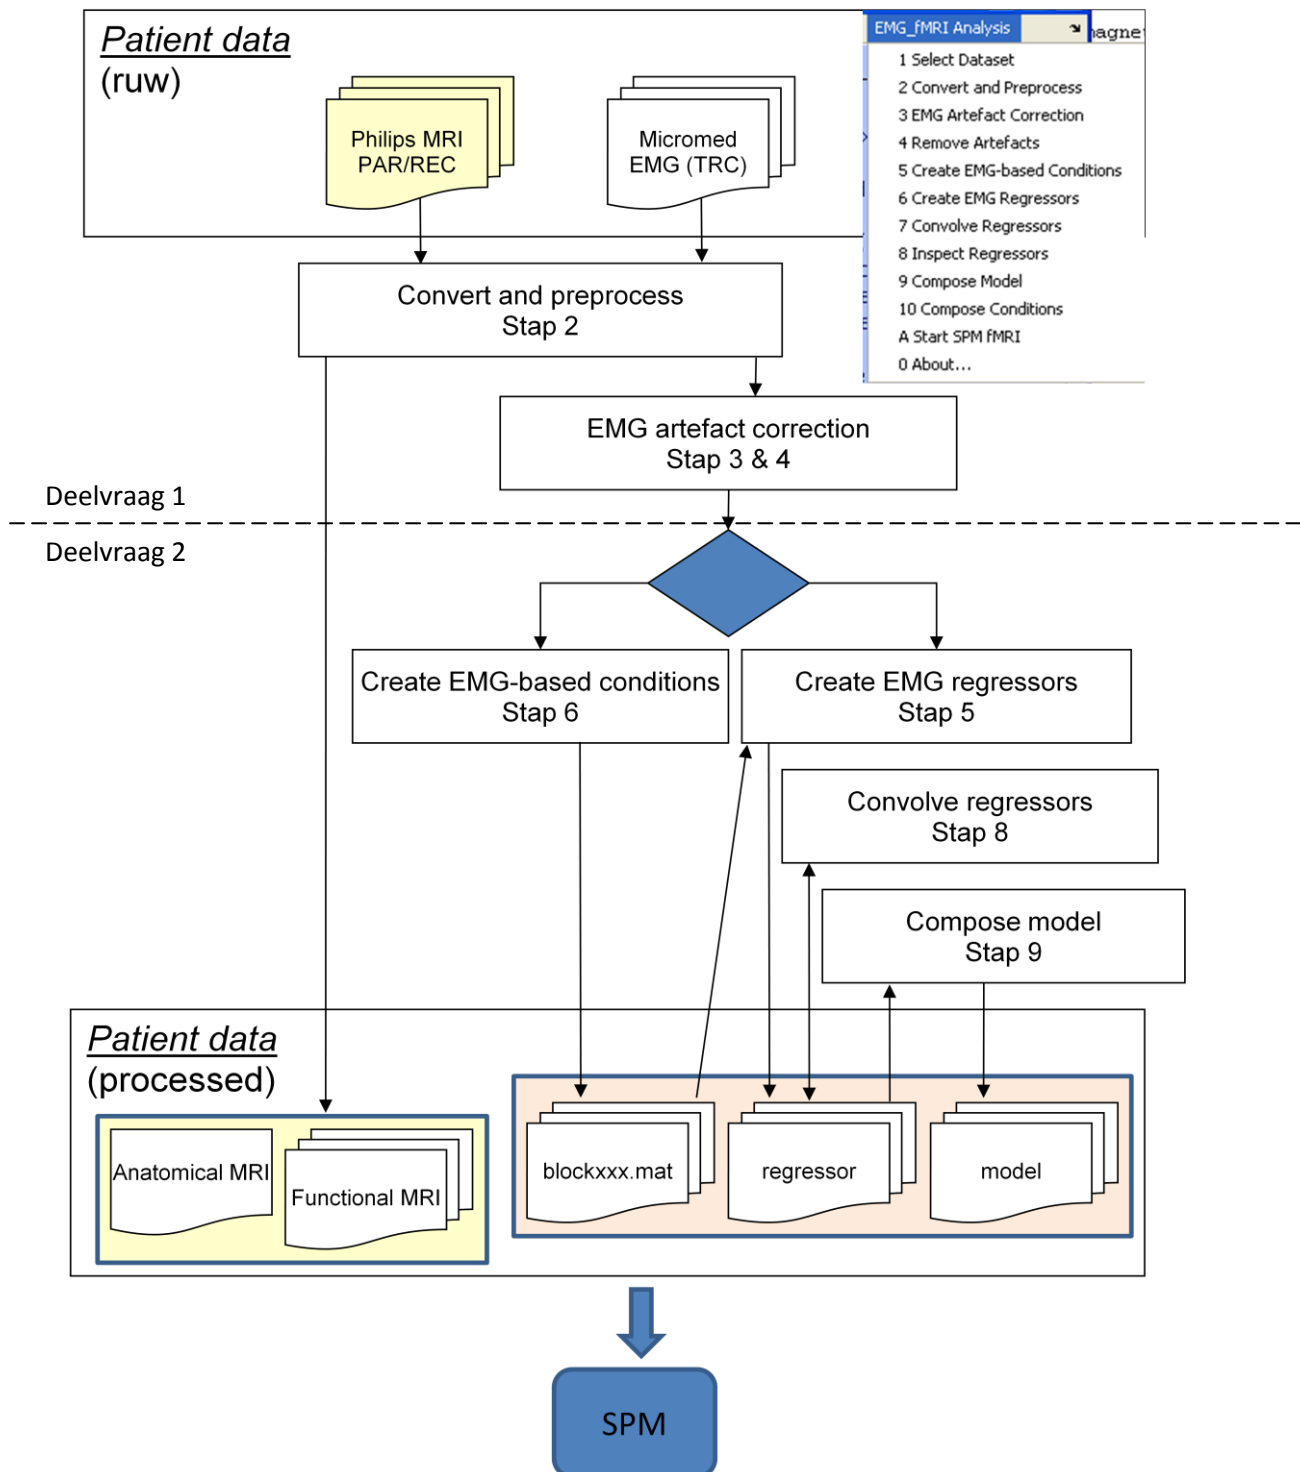 Patient data
(ruw)
Philips MRI
PAR/REC
Micromed
EMG (TRC)
EMG_fMRI Analysis
agne
1 Select Dataset
2 Convert and Preprocess
3 EMG Artefact Correction
4 Remove Artefacts
5 Create EMG-based Conditions
6 Create EMG Regressors
7 Convolve Regressors
8 Inspect Regressors
9 Compose Model
10 Compose Conditions
A Start SPM fMRI
0 About...
Convert and preprocess
Stap 2
EMG artefact correction
Stap 3 & 4
Deelvraag 1
Deelvraag 2
Create EMG-based conditions
Stap 6
Create EMG regressors
Stap 5
Convolve regressors
Stap 8
Compose model
Stap 9
Patient data
(processed)
Anatomical MRI
Functional MRI
blockxxx.mat
regressor
model
SPM